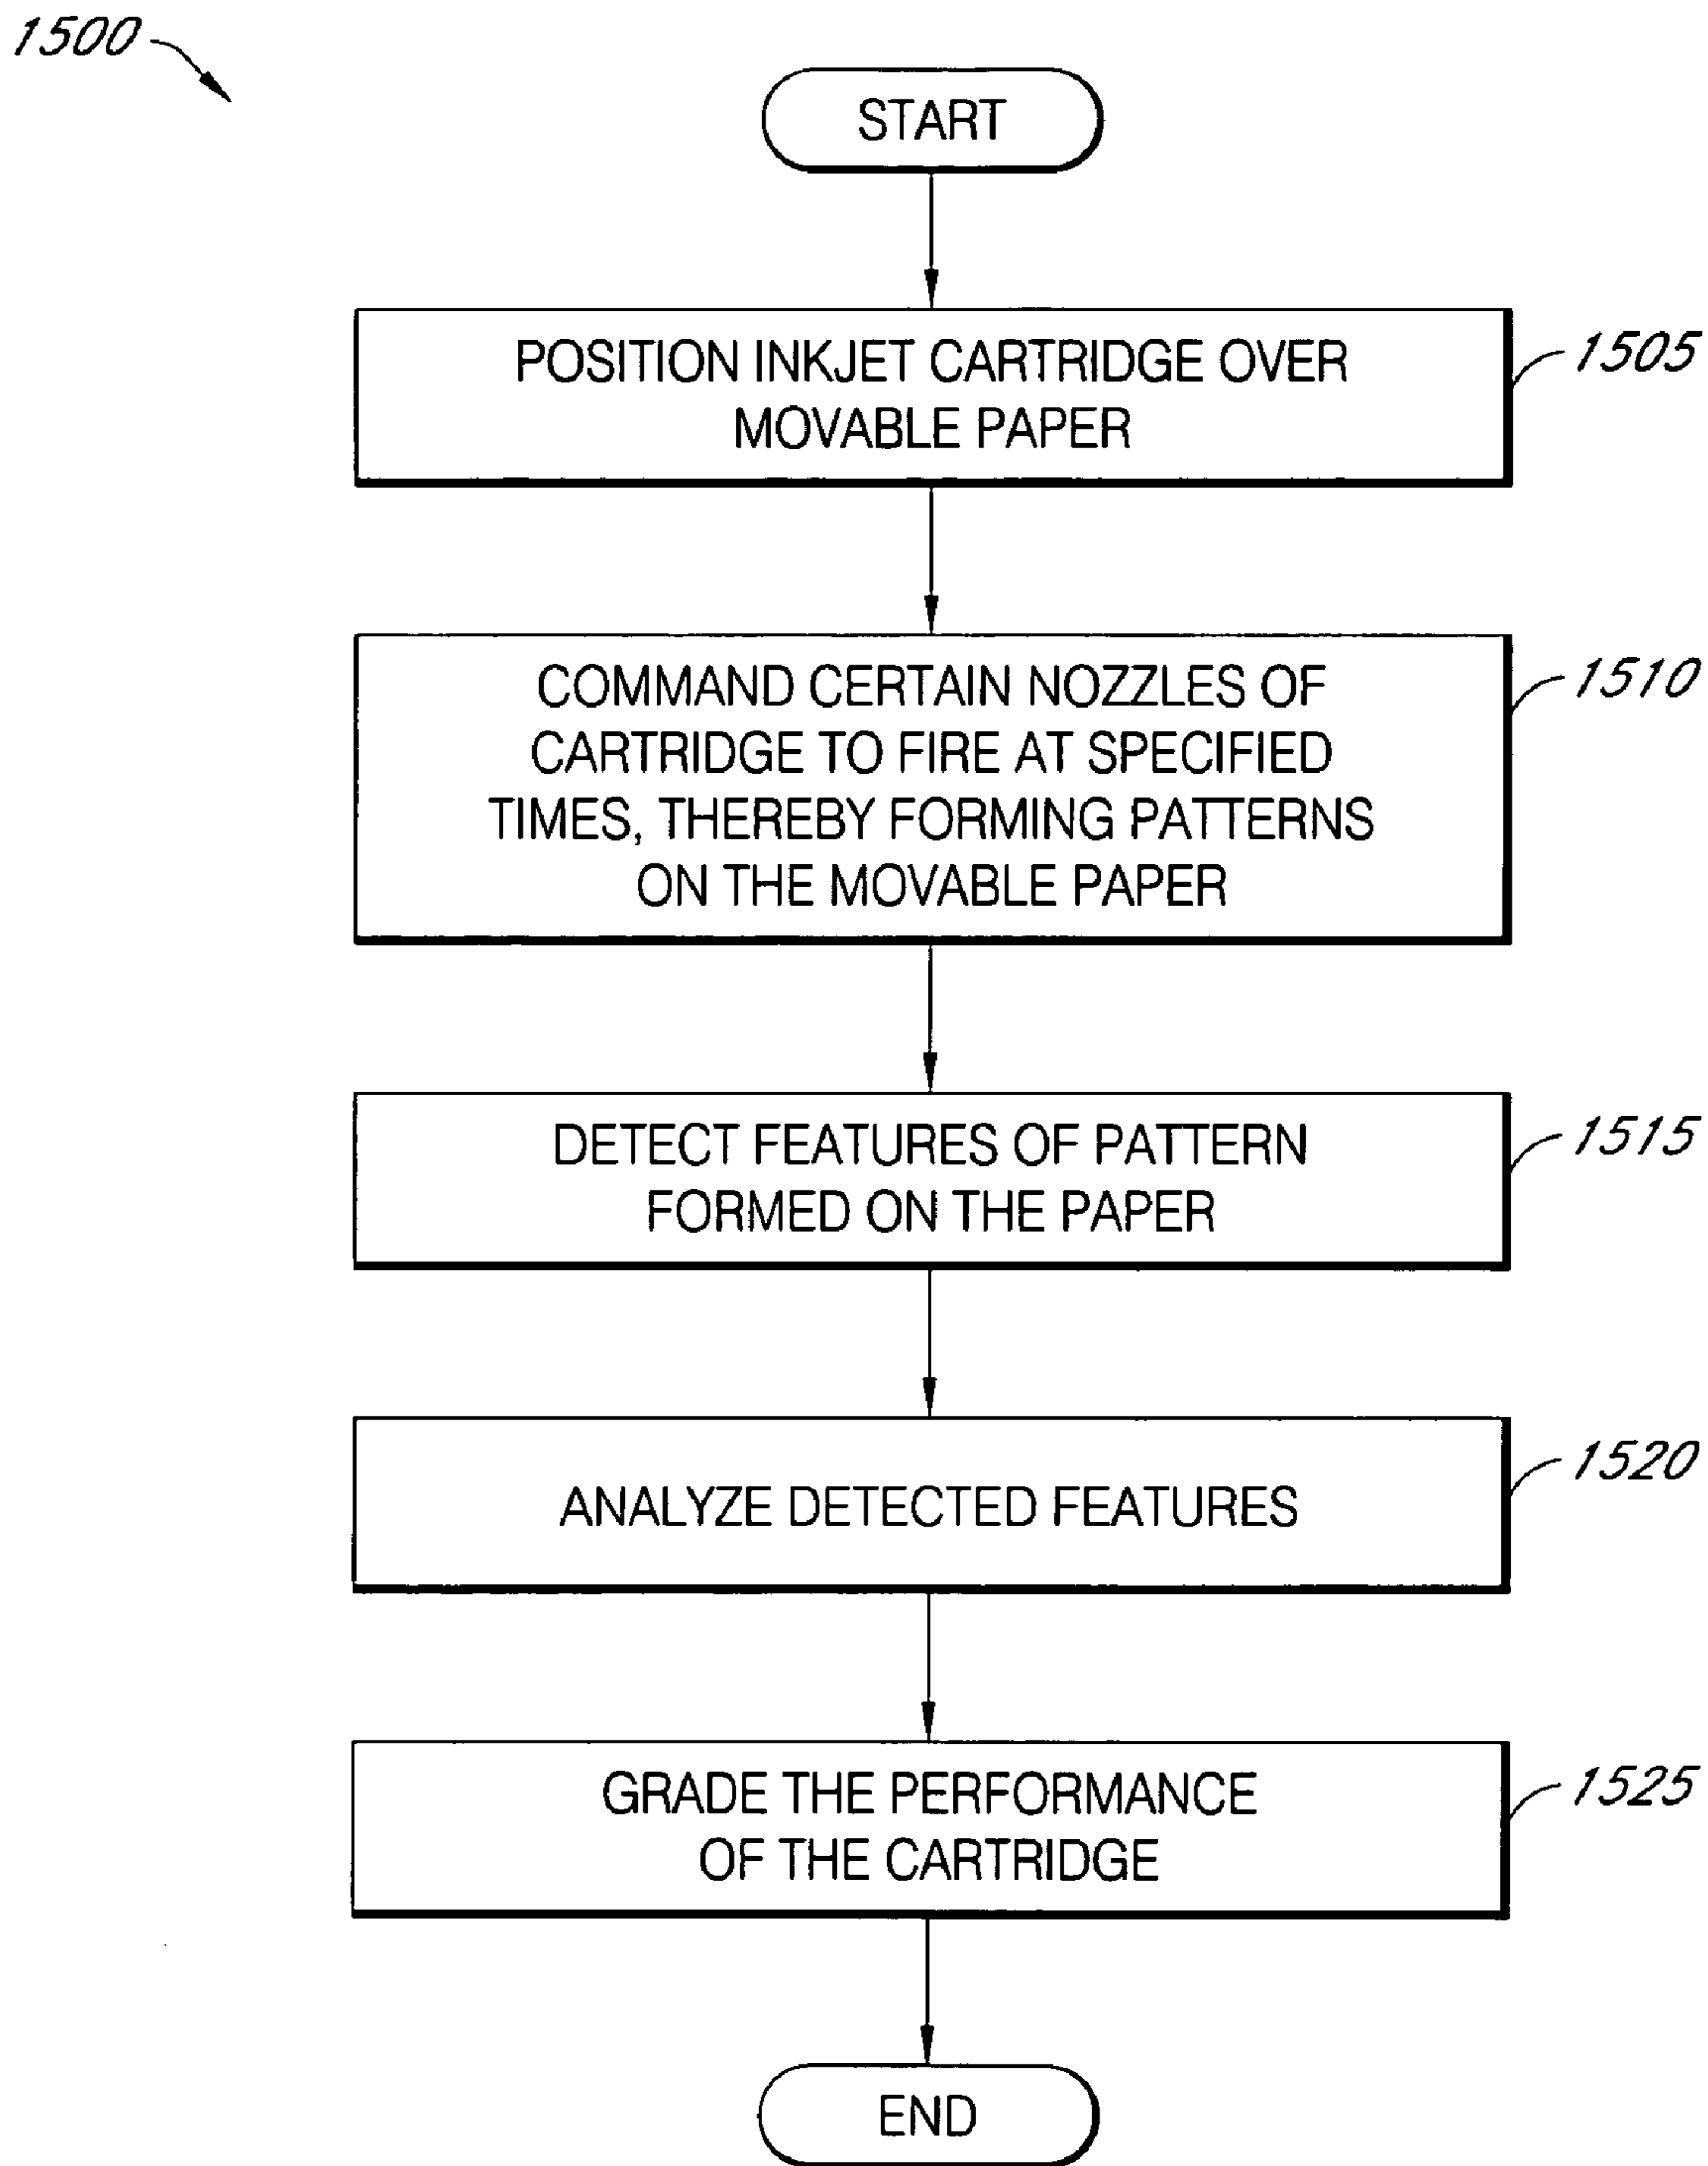 1500
START
POSITION INKJET CARTRIDGE OVER
MOVABLE PAPER
1505
COMMAND CERTAIN NOZZLES OF
CARTRIDGE TO FIRE AT SPECIFIED
TIMES, THEREBY FORMING PATTERNS
ON THE MOVABLE PAPER
1510
DETECT FEATURES OF PATTERN
FORMED ON THE PAPER
1515
ANALYZE DETECTED FEATURES
1520
GRADE THE PERFORMANCE
OF THE CARTRIDGE
1525
END